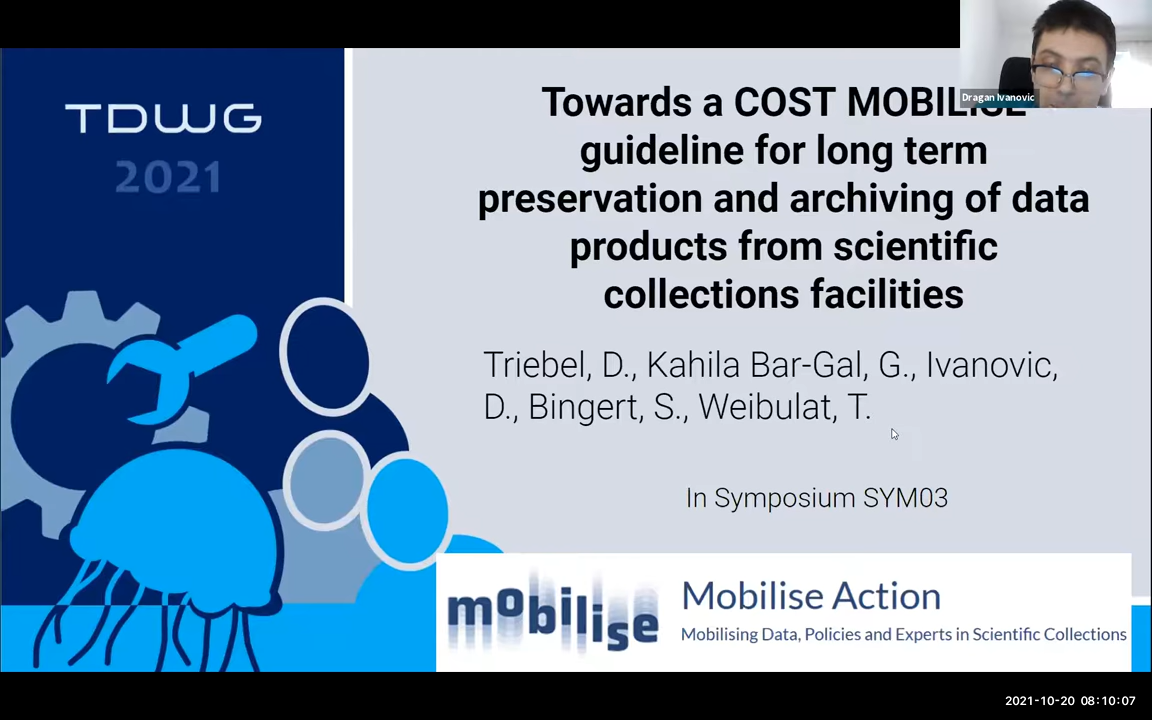 TDWG
2021
Dragan Ivanovic
Towards a COST MOBILISE
guideline for long term
preservation and archiving of data
products from scientific
collections facilities
Triebel, D., Kahila Bar-Gal, G., Ivanovic,
D., Bingert, S., Weibulat, T.
In Symposium SYM03
mobilise
Mobilise Action
Mobilising Data, Policies and Experts in Scientific Collections
2021-10-20 08:10:07